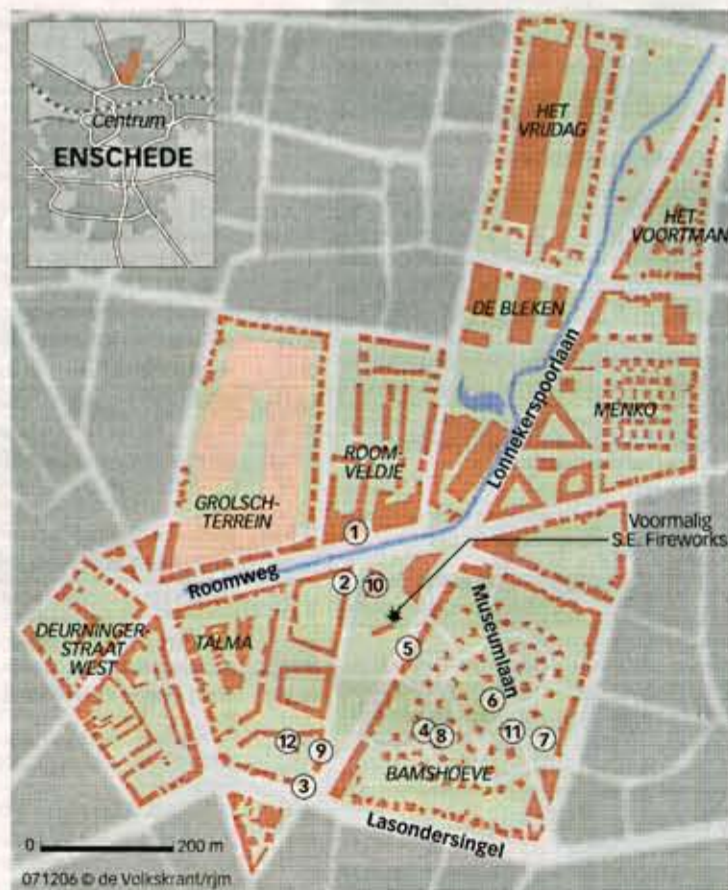 Centrum
ENSCHEDE
HET
VRIJDAG
HET
VOORTMAN
DE BLEKEN
Lonnekerspoorlaan
MENKO
ROOM-
VELDJE
GROLSCH-
TERREIN
Voormalig
S.E. Fireworks
1
Roomweg
2
10
DEURNINGER-
STRAAT
WEST
TALMA
Museumlaan
5
6
4
8
11
7
12
9
BAMSHOEVE
3
Lasondersingel
0
200 m
071206 © de Volkskrant/rjm